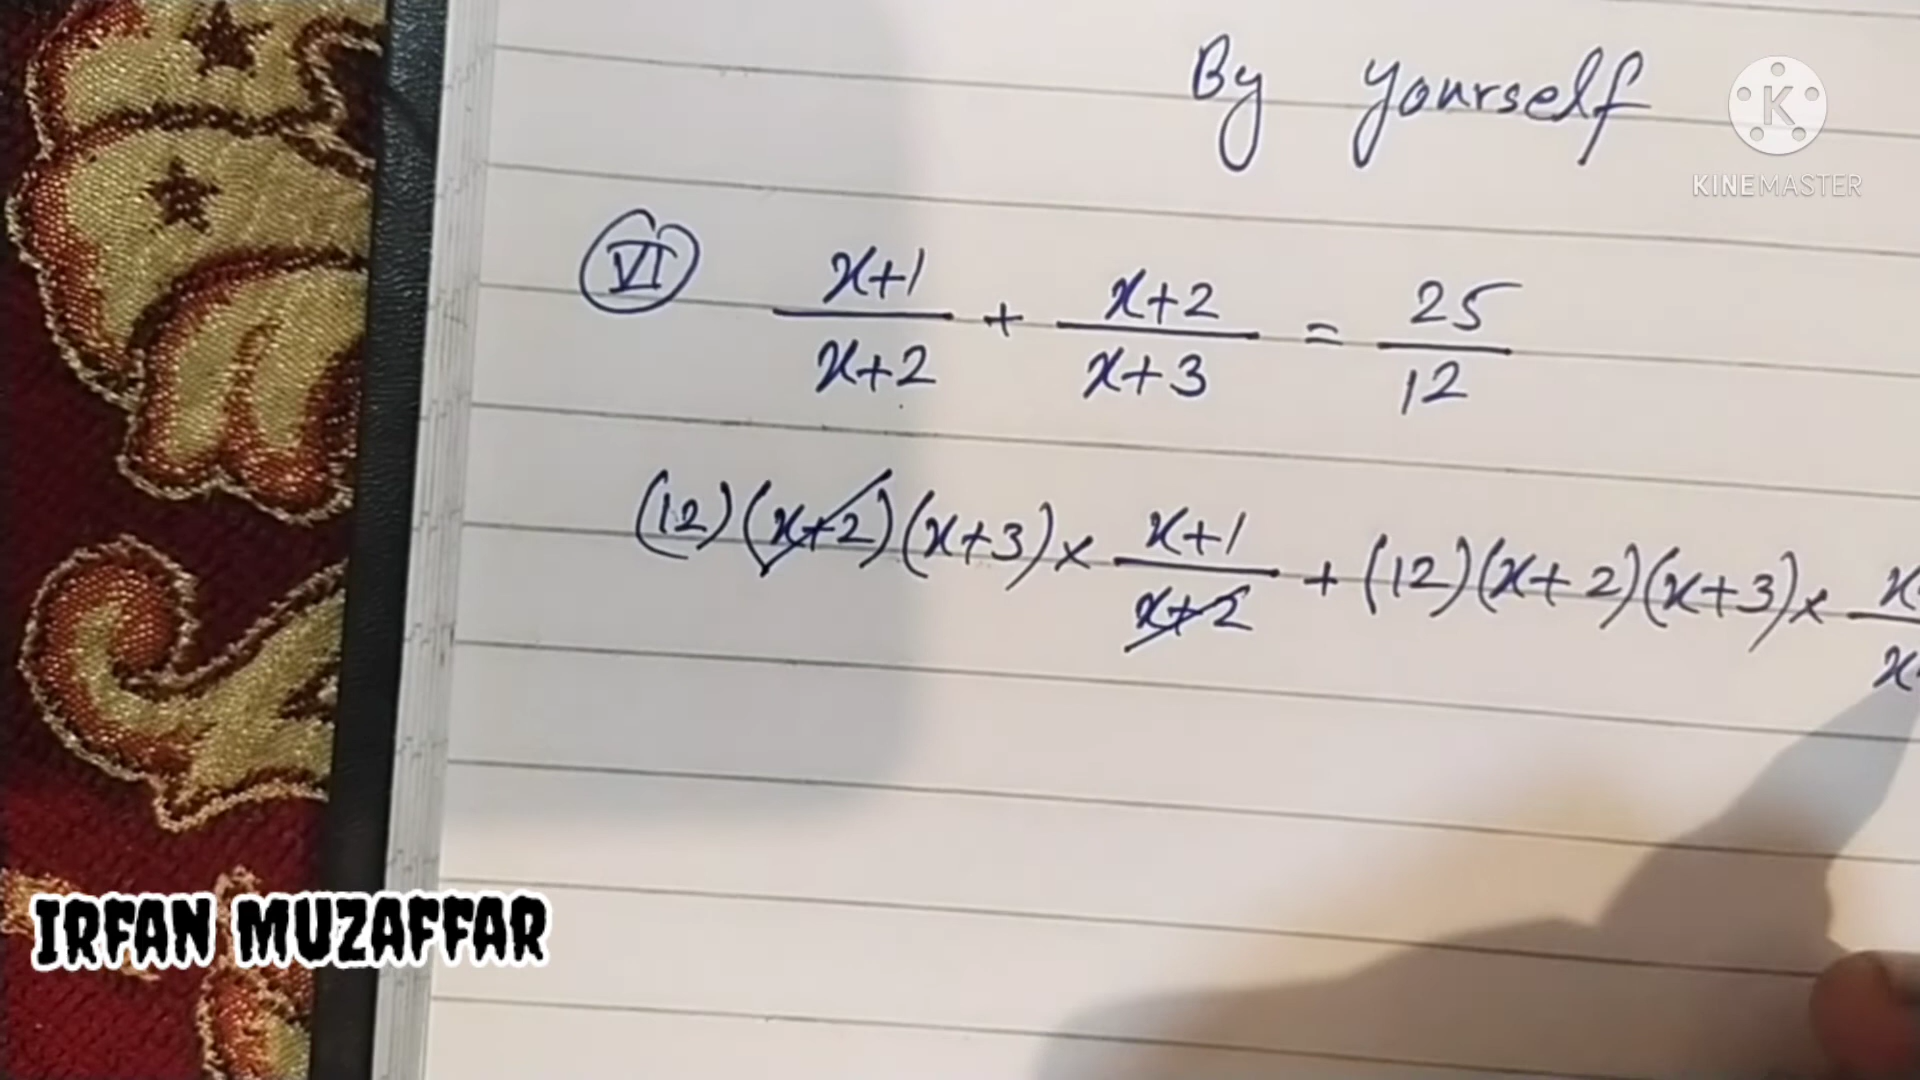 By yourself
KINEMASTER
VI x+1/x+2 + x+2/x+3 = 25/12
(12)(x+2)(x+3)× x+1/x+2 + (12)(x+2)(x+3)× x/x
IRFAN MUZAFFAR